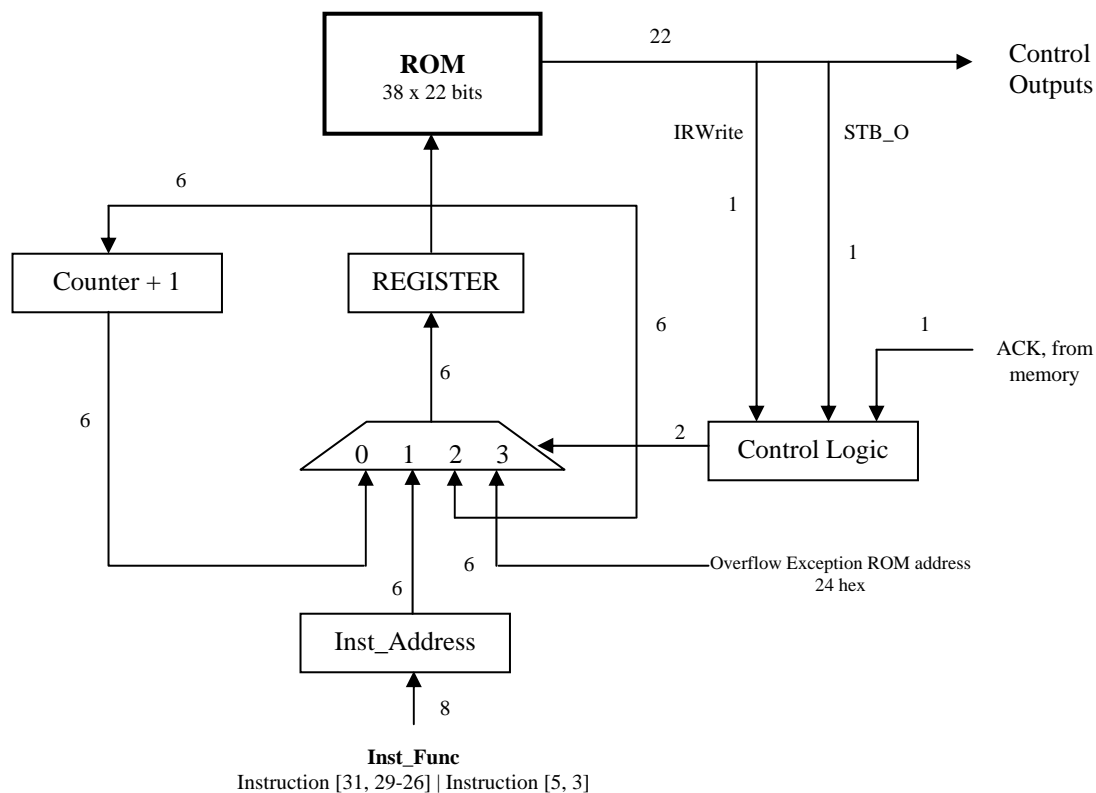 22
ROM
38 x 22 bits
Control
Outputs
IRWrite
STB_O
6
1
Counter + 1
REGISTER
1
6
1
ACK, from
memory
6
6
2
0 1 2 3
Control Logic
6
Overflow Exception ROM address
24 hex
6
Inst_Address
8
Inst_Func
Instruction [31, 29-26] | Instruction [5, 3]